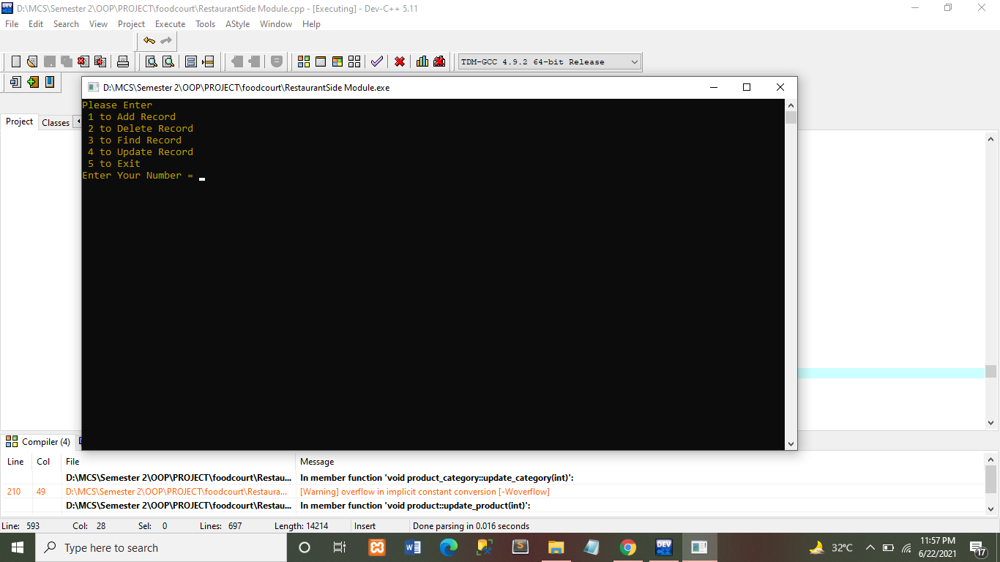 D:\MCS\Semester 2\OOP\PROJECT\foodcourt\RestaurantSide Module.cpp - [Executing] - Dev-C++ 5.11
File Edit Search View Project Execute Tools AStyle Window Help
TDM-GCC 4.9.2 64-bit Release
D:\MCS\Semester 2\OOP\PROJECT\foodcourt\RestaurantSide Module.exe
Project Classes
Please Enter
1 to Add Record
2 to Delete Record
3 to Find Record
4 to Update Record
5 to Exit
Enter Your Number =
Compiler (4)
Line Col File Message
D:\MCS\Semester 2\OOP\PROJECT\foodcourt\Restau... In member function 'void product_category::update_category(int)':
210 49 D:\MCS\Semester 2\OOP\PROJECT\foodcourt\Restaura... [Warning] overflow in implicit constant conversion [-Woverflow]
D:\MCS\Semester 2\OOP\PROJECT\foodcourt\Restau... In member function 'void product::update_product(int)':
Line: 593 Col: 28 Sel: 0 Lines: 697 Length: 14214 Insert Done parsing in 0.016 seconds
Type here to search
DEV
32°C
11:57 PM
6/22/2021
17